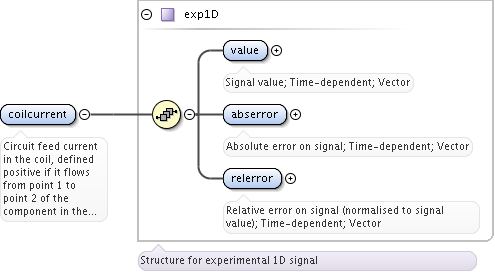 exp1D
value
Signal value; Time-dependent; Vector
coilcurrent
abserror
Circuit feed current
in the coil, defined
positive if it flows
from point 1 to
point 2 of the
component in the...
Absolute error on signal; Time-dependent; Vector
relerror
Relative error on signal (normalised to signal
value); Time-dependent; Vector
Structure for experimental 1D signal